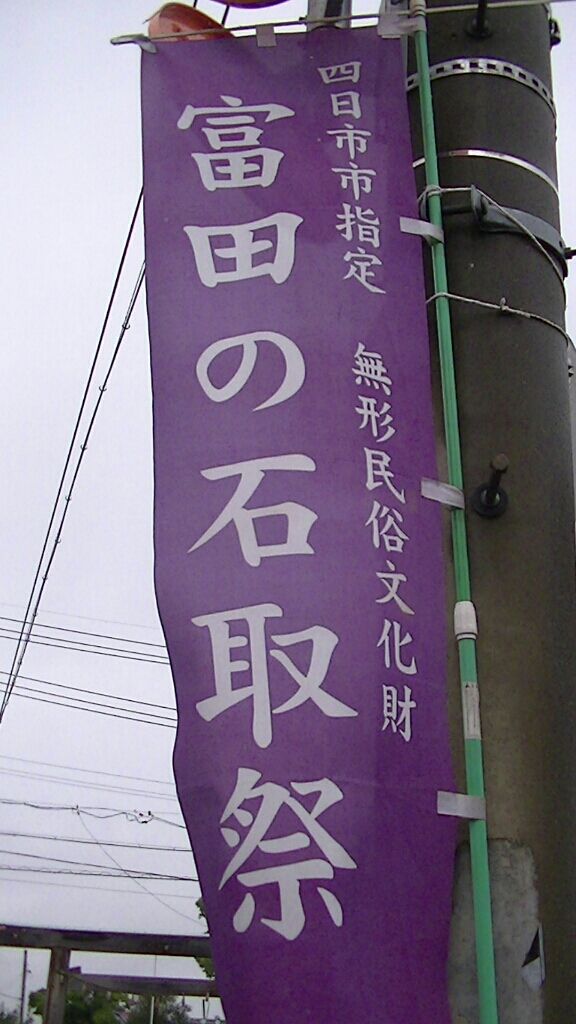 四日市市指定 無形民俗文化財
富田の石取祭